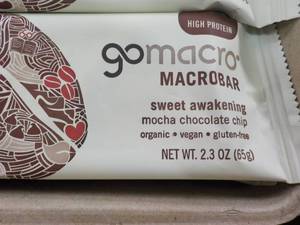 HIGH PROTEIN
gomacro
MACROBAR
sweet awakening
mocha chocolate chip
organic • vegan • gluten-free
NET WT. 2.3 OZ (65g)